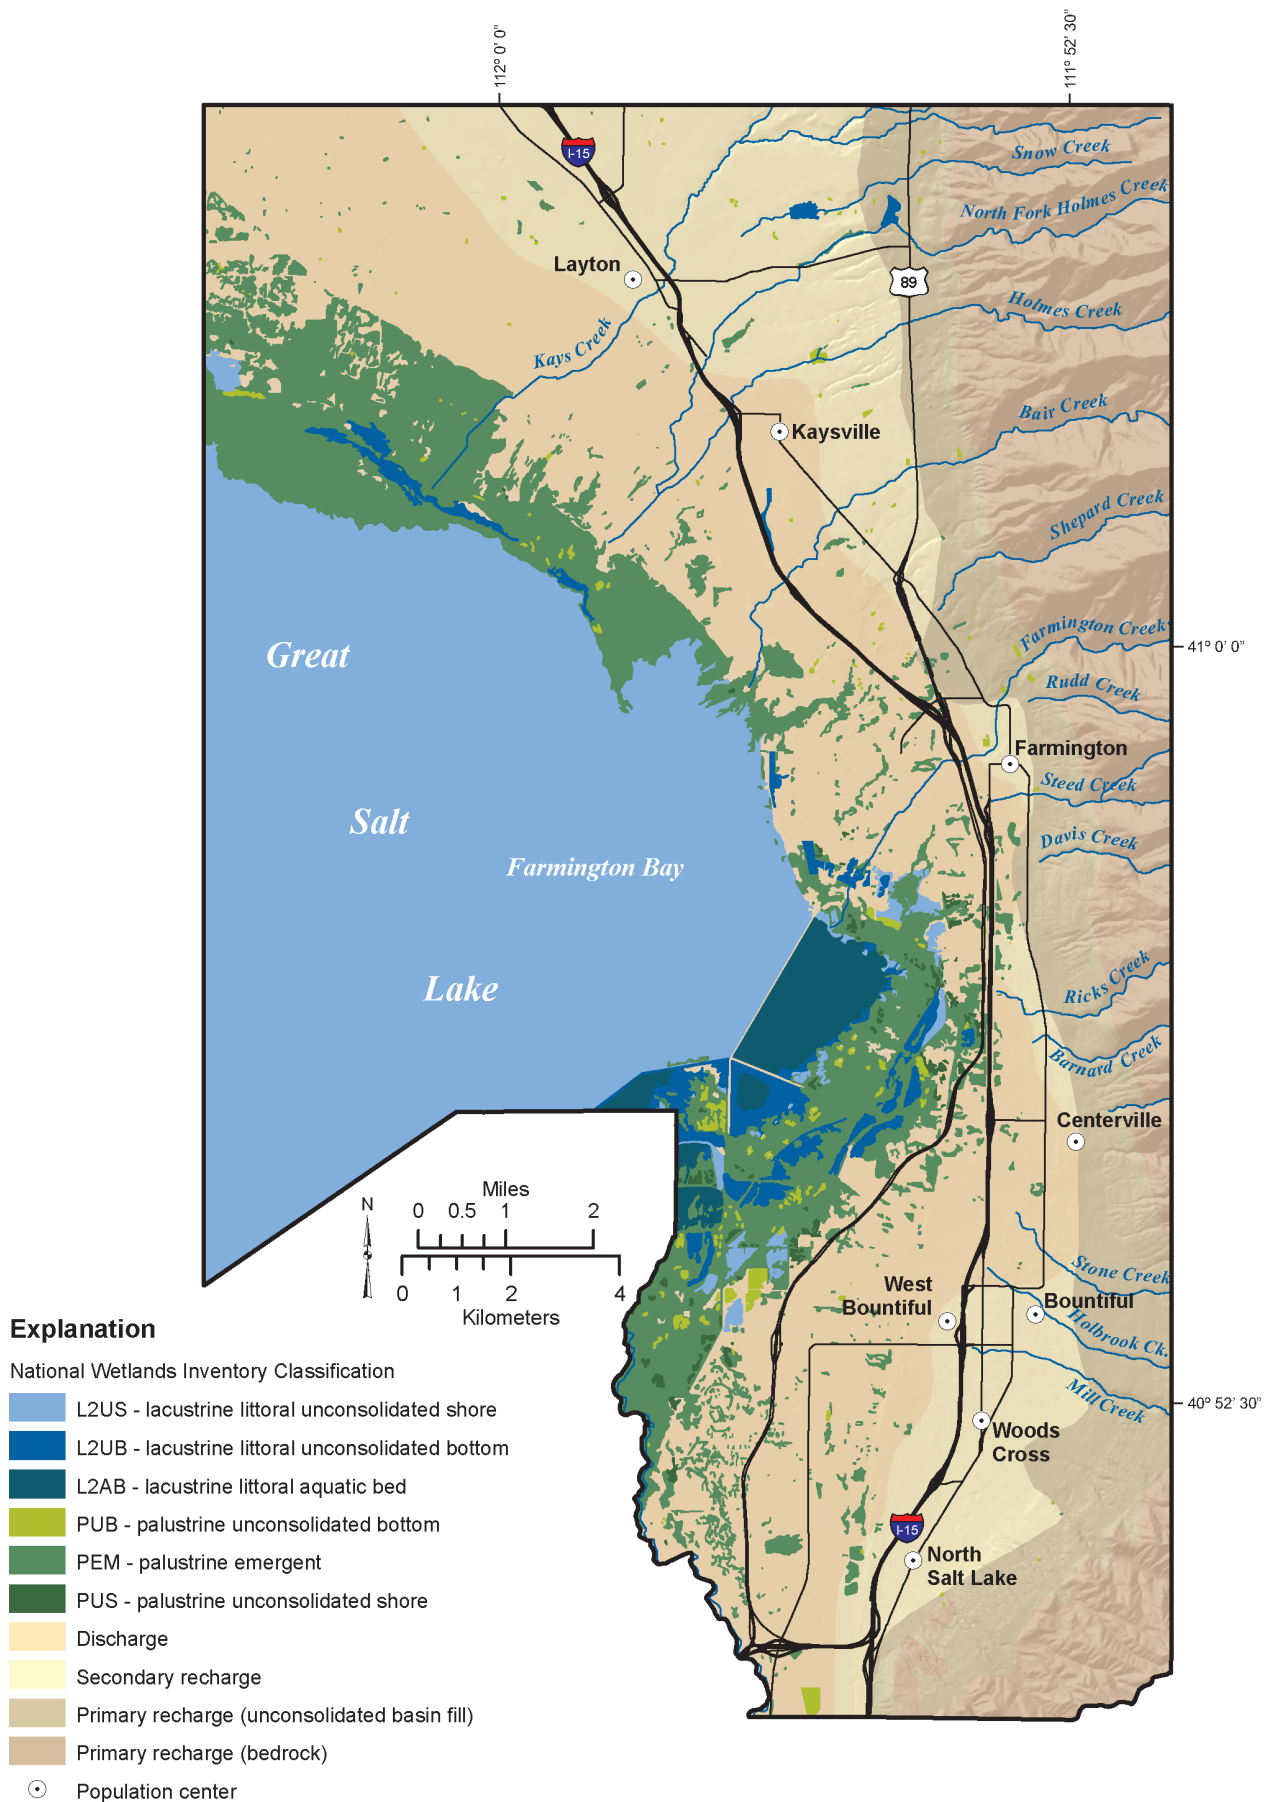 112° 0' 0"
111° 52' 30"
I-15
Snow Creek
North Fork Holmes Creek
Layton
89
Holmes Creek
Kays Creek
Bair Creek
Kaysville
Shepard Creek
Great
Farmington Creek
41° 0' 0"
Rudd Creek
Farmington
Steed Creek
Salt
Davis Creek
Farmington Bay
Lake
Ricks Creek
Barnard Creek
Centerville
Miles
N
0 0.5 1 2
0 1 2 4
Kilometers
Stone Creek
West
Bountiful
Bountiful
Holbrook Ck.
Mill Creek
40° 52' 30"
Woods
Cross
I-15
North
Salt Lake
Explanation
National Wetlands Inventory Classification
L2US - lacustrine littoral unconsolidated shore
L2UB - lacustrine littoral unconsolidated bottom
L2AB - lacustrine littoral aquatic bed
PUB - palustrine unconsolidated bottom
PEM - palustrine emergent
PUS - palustrine unconsolidated shore
Discharge
Secondary recharge
Primary recharge (unconsolidated basin fill)
Primary recharge (bedrock)
Population center